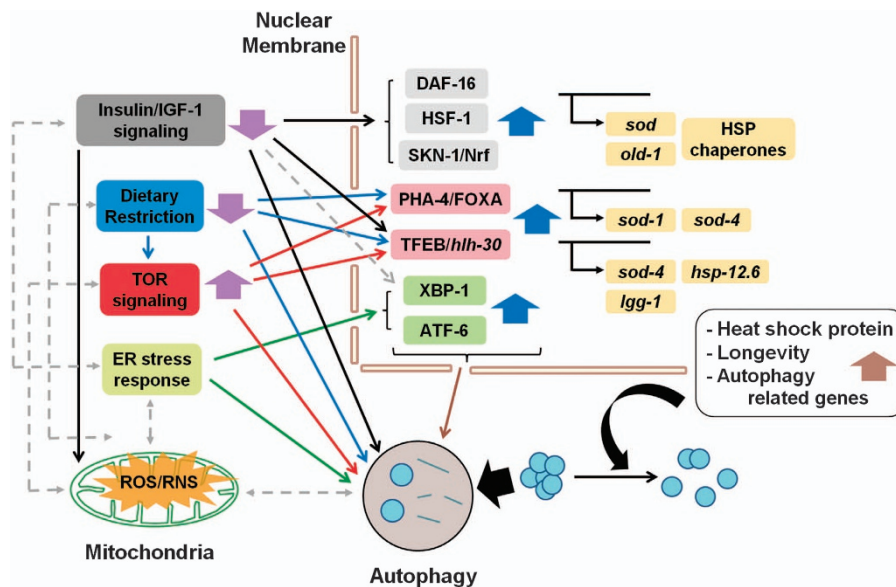 Nuclear
Membrane
Insulin/IGF-1
signaling
DAF-16
HSF-1
SKN-1/Nrf
sod
old-1
HSP
chaperones
Dietary
Restriction
PHA-4/FOXA
TFEB/hlh-30
sod-1
sod-4
TOR
signaling
sod-4
hsp-12.6
lgg-1
XBP-1
ATF-6
ER stress
response
- Heat shock protein
- Longevity
- Autophagy
related genes
ROS/RNS
Mitochondria
Autophagy